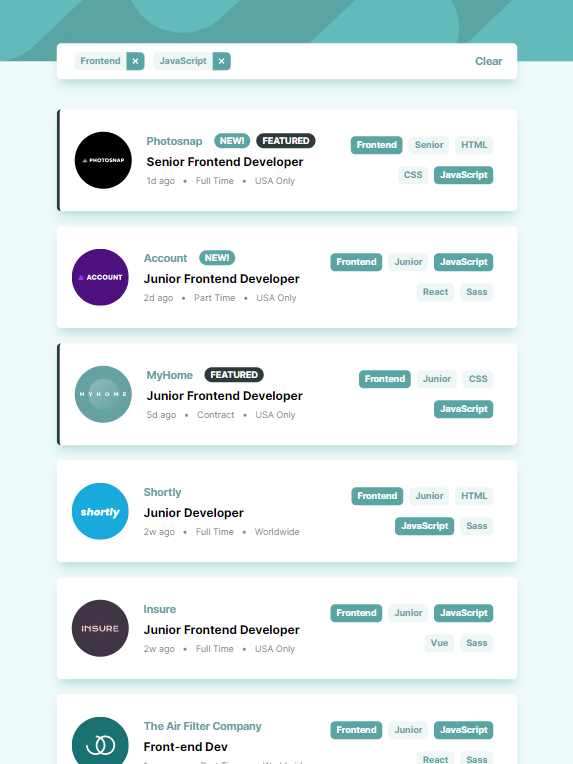 Frontend × JavaScript × Clear
PHOTOSNAP
Photosnap NEW! FEATURED
Senior Frontend Developer
1d ago • Full Time • USA Only
Frontend Senior HTML
CSS JavaScript
ACCOUNT
Account NEW!
Junior Frontend Developer
2d ago • Part Time • USA Only
Frontend Junior JavaScript
React Sass
MYHOME
MyHome FEATURED
Junior Frontend Developer
5d ago • Contract • USA Only
Frontend Junior CSS
JavaScript
shortly
Shortly
Junior Developer
2w ago • Full Time • Worldwide
Frontend Junior HTML
JavaScript Sass
INSURE
Insure
Junior Frontend Developer
2w ago • Full Time • USA Only
Frontend Junior JavaScript
Vue Sass
The Air Filter Company
Front-end Dev
Frontend Junior JavaScript
React Sass